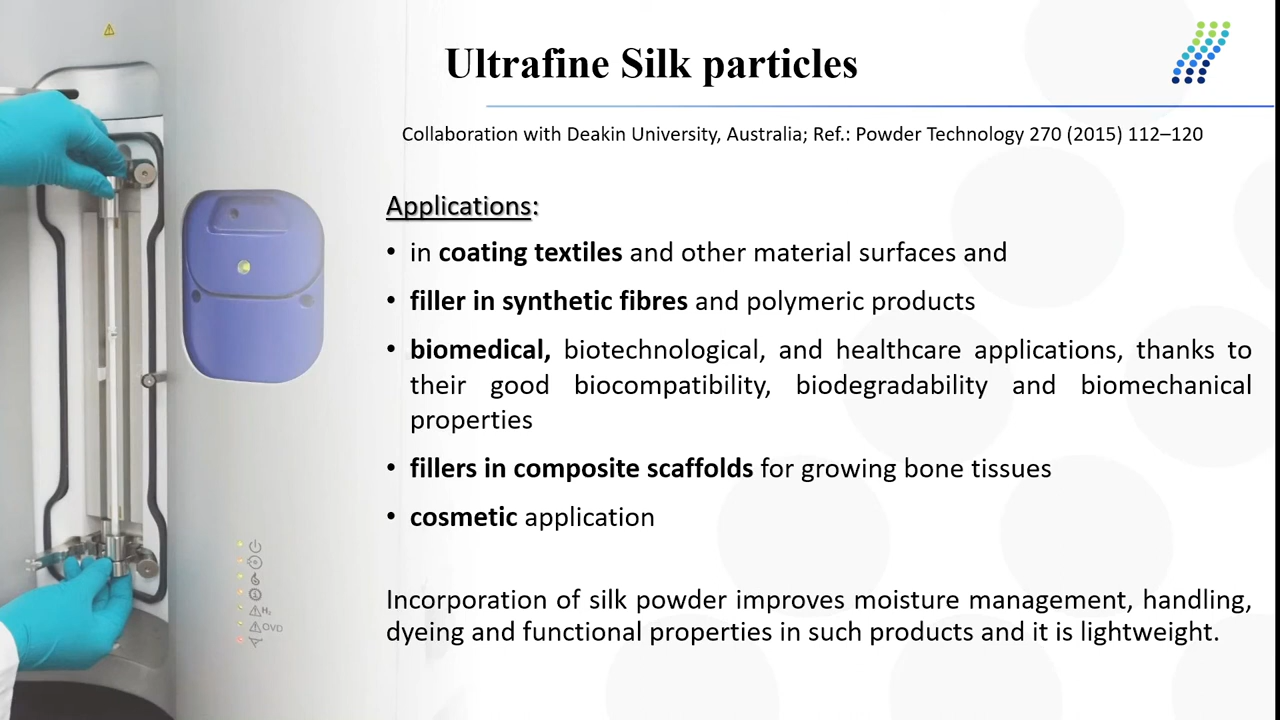 Ultrafine Silk particles
Collaboration with Deakin University, Australia; Ref.: Powder Technology 270 (2015) 112–120
Applications:
• in coating textiles and other material surfaces and
• filler in synthetic fibres and polymeric products
• biomedical, biotechnological, and healthcare applications, thanks to
their good biocompatibility, biodegradability and biomechanical
properties
• fillers in composite scaffolds for growing bone tissues
• cosmetic application
Incorporation of silk powder improves moisture management, handling,
dyeing and functional properties in such products and it is lightweight.
H₂
OVD